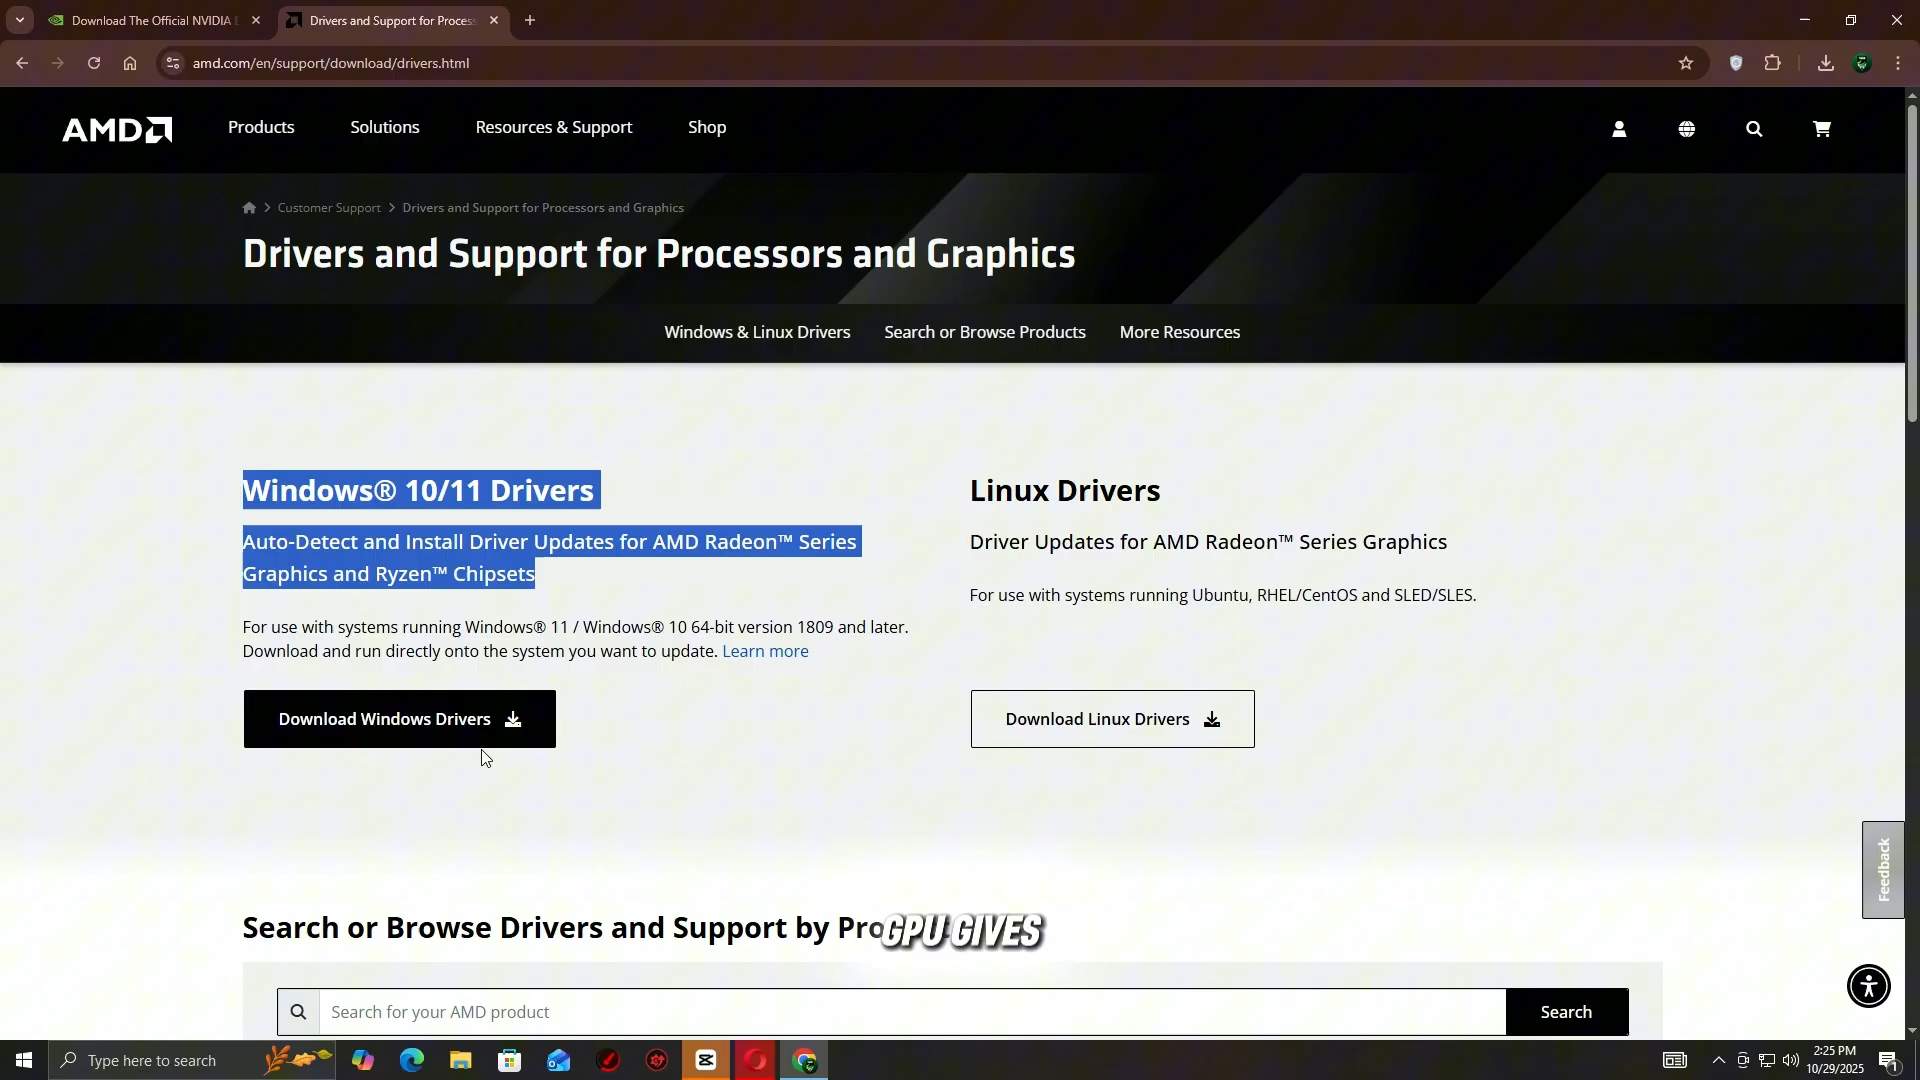 Download The Official NVIDIA D
Drivers and Support for Process
amd.com/en/support/download/drivers.html
AMD
Products
Solutions
Resources & Support
Shop
Customer Support
Drivers and Support for Processors and Graphics
Drivers and Support for Processors and Graphics
Windows & Linux Drivers
Search or Browse Products
More Resources
Windows® 10/11 Drivers
Auto-Detect and Install Driver Updates for AMD Radeon™ Series
Graphics and Ryzen™ Chipsets
For use with systems running Windows® 11 / Windows® 10 64-bit version 1809 and later.
Download and run directly onto the system you want to update. Learn more
Download Windows Drivers
Linux Drivers
Driver Updates for AMD Radeon™ Series Graphics
For use with systems running Ubuntu, RHEL/CentOS and SLED/SLES.
Download Linux Drivers
Feedback
Search or Browse Drivers and Support by Pro
GPU GIVES
Search for your AMD product
Search
Type here to search
2:25 PM
10/29/2025
1